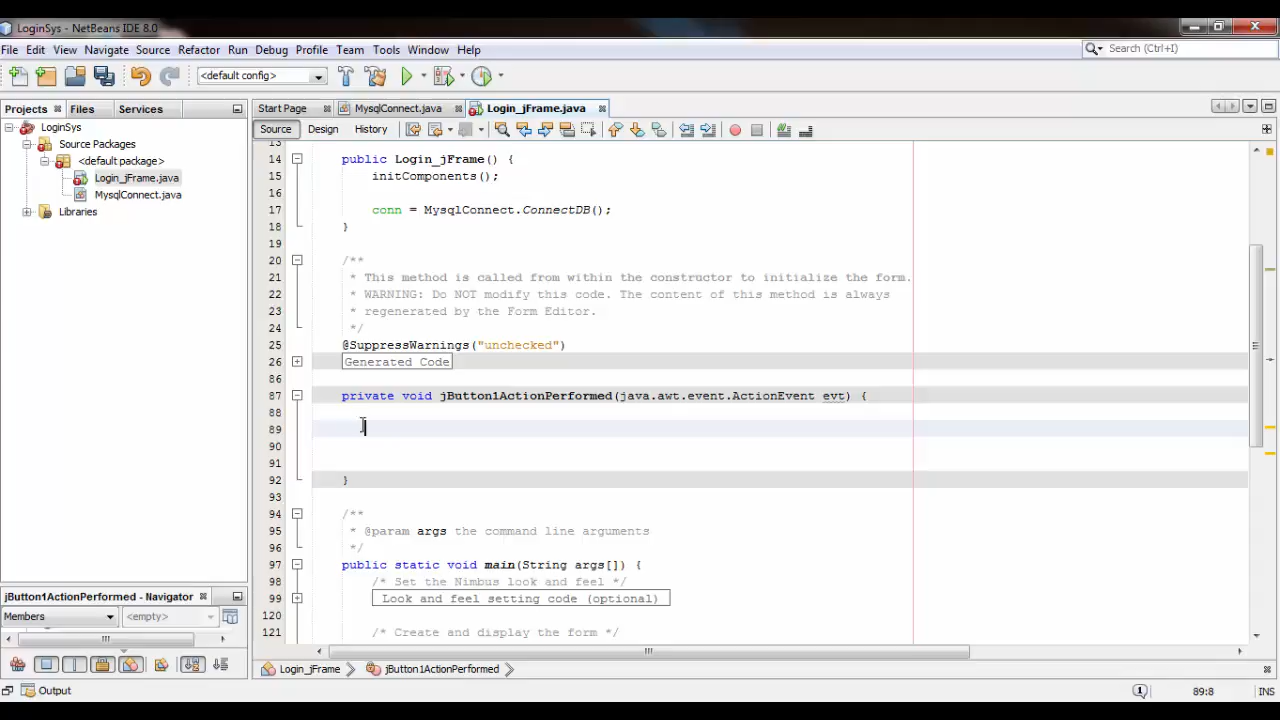 LoginSys - NetBeans IDE 8.0
File Edit View Navigate Source Refactor Run Debug Profile Team Tools Window Help
Search (Ctrl+I)
<default config>
Projects Files Services
Start Page MysqlConnect.java Login_jFrame.java
Source Design History
LoginSys
Source Packages
<default package>
Login_jFrame.java
MysqlConnect.java
Libraries
13
14 public Login_jFrame() {
15 initComponents();
16
17 conn = MysqlConnect.ConnectDB();
18 }
19
20 /**
21 * This method is called from within the constructor to initialize the form.
22 * WARNING: Do NOT modify this code. The content of this method is always
23 * regenerated by the Form Editor.
24 */
25 @SuppressWarnings("unchecked")
26 Generated Code
86
87 private void jButton1ActionPerformed(java.awt.event.ActionEvent evt) {
88
89
90
91
92 }
93
94 /**
95 * @param args the command line arguments
96 */
97 public static void main(String args[]) {
98 /* Set the Nimbus look and feel */
99 Look and feel setting code (optional)
120
121 /* Create and display the form */
jButton1ActionPerformed - Navigator
Members <empty>
Login_jFrame jButton1ActionPerformed
Output
1
89:8 INS